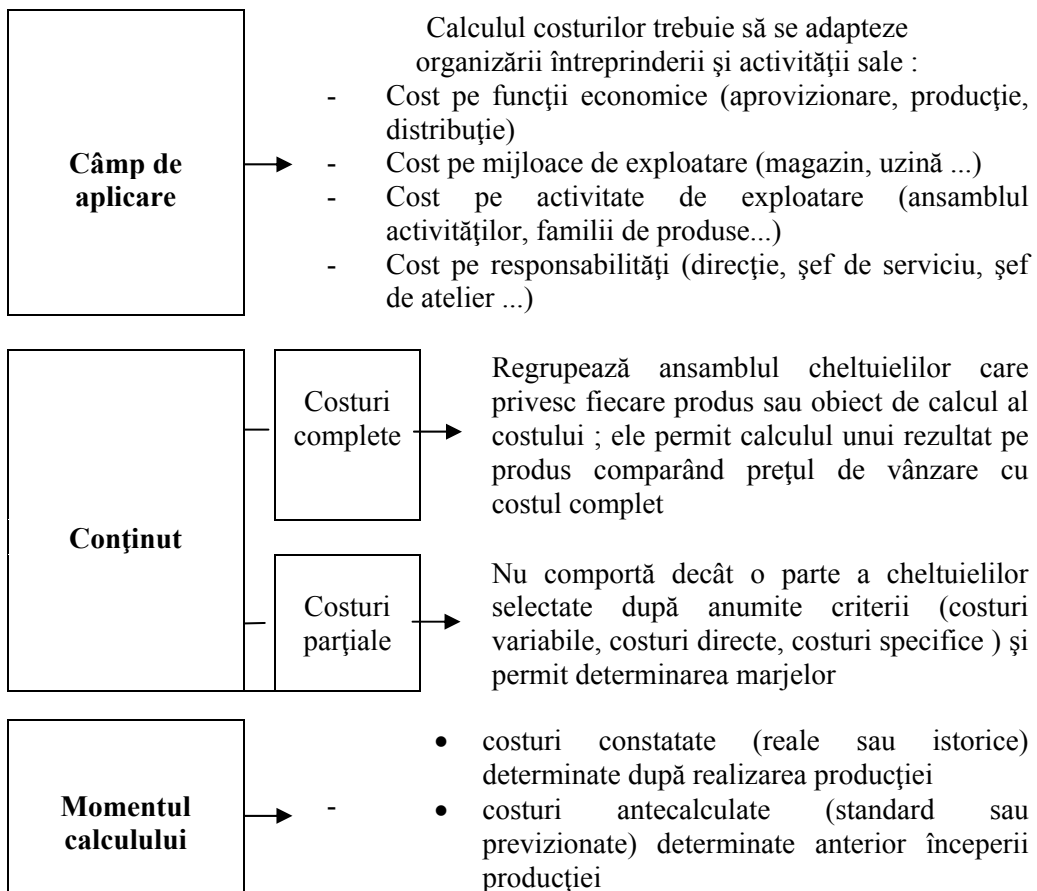 Calculul costurilor trebuie să se adapteze
organizării întreprinderii şi activităţii sale :
- Cost pe funcţii economice (aprovizionare, producţie,
distribuţie)
Câmp de
aplicare
- Cost pe mijloace de exploatare (magazin, uzină ...)
- Cost pe activitate de exploatare (ansamblul
activităţilor, familii de produse...)
- Cost pe responsabilităţi (direcţie, şef de serviciu, şef
de atelier ...)
Conţinut
Costuri
complete
Regrupează ansamblul cheltuielilor care
privesc fiecare produs sau obiect de calcul al
costului ; ele permit calculul unui rezultat pe
produs comparând preţul de vânzare cu
costul complet
Costuri
parţiale
Nu comportă decât o parte a cheltuielilor
selectate după anumite criterii (costuri
variabile, costuri directe, costuri specifice ) şi
permit determinarea marjelor
Momentul
calculului
-
• costuri constatate (reale sau istorice)
determinate după realizarea producţiei
• costuri antecalculate (standard sau
previzionate) determinate anterior începerii
producţiei